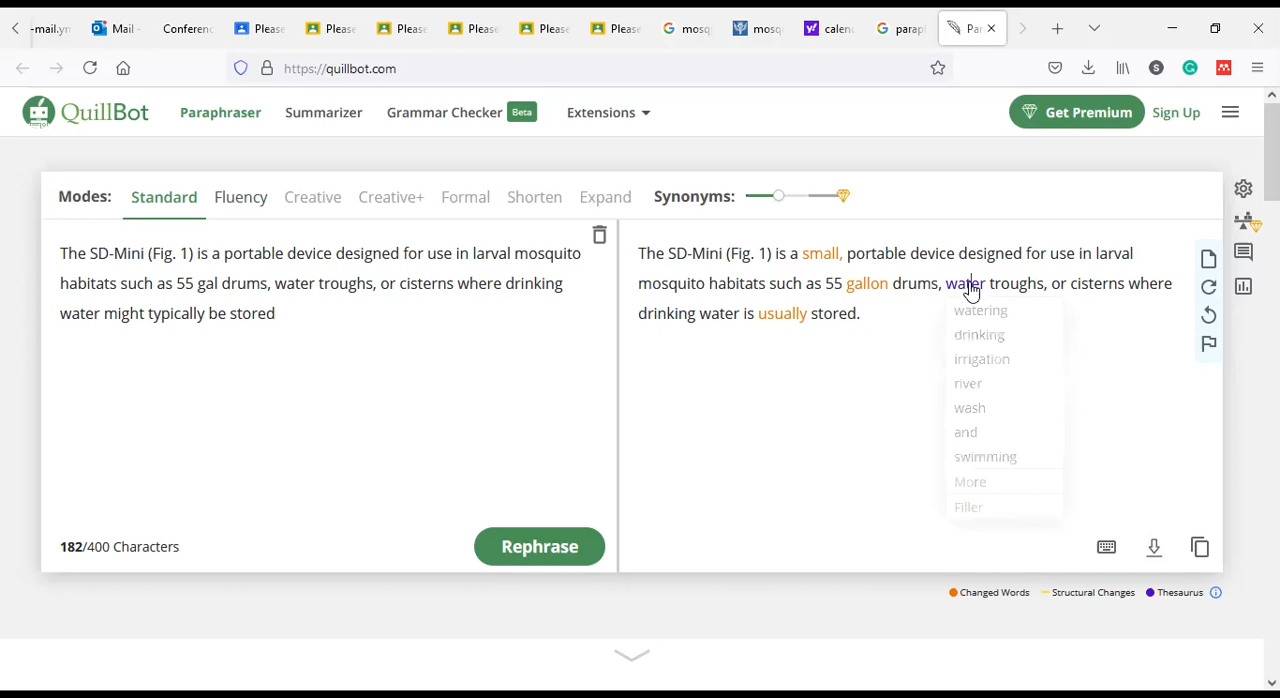 -mail.yn
Mail -
Conferenc
Please
Please
Please
Please
Please
Please
mosq
mosq
calen
parap
Par
https://quillbot.com
QuillBot
Paraphraser
Summarizer
Grammar Checker Beta
Extensions
Get Premium
Sign Up
Modes: Standard Fluency Creative Creative+ Formal Shorten Expand Synonyms:
The SD-Mini (Fig. 1) is a portable device designed for use in larval mosquito
habitats such as 55 gal drums, water troughs, or cisterns where drinking
water might typically be stored
182/400 Characters
Rephrase
The SD-Mini (Fig. 1) is a small, portable device designed for use in larval
mosquito habitats such as 55 gallon drums, water troughs, or cisterns where
drinking water is usually stored.
watering
drinking
irrigation
river
wash
and
swimming
More
Filler
Changed Words
Structural Changes
Thesaurus